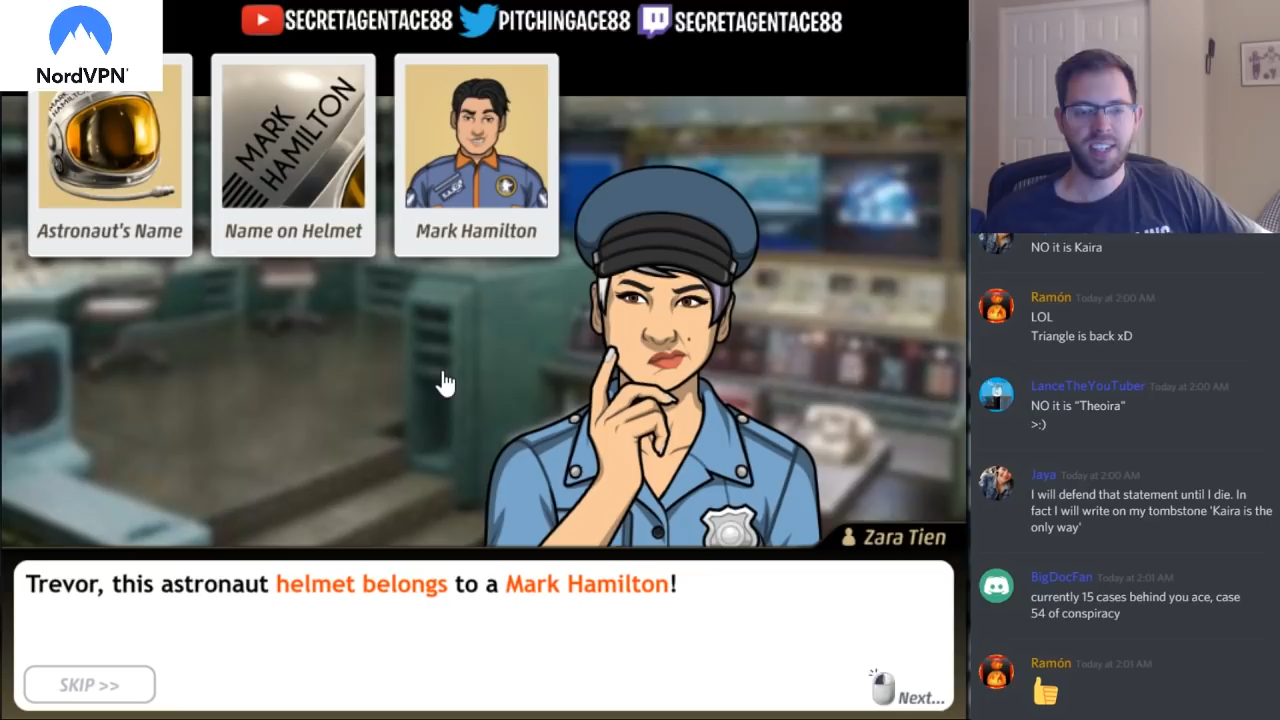 SECRETAGENTACE88 PITCHINGACE88 SECRETAGENTACE88
NordVPN
MARK HAMILTON
Astronaut's Name
MARK
HAMILTON
Name on Helmet
Mark Hamilton
Zara Tien
Trevor, this astronaut helmet belongs to a Mark Hamilton!
SKIP >>
Next...
NO it is Kaira
Ramón Today at 2:00 AM
LOL
Triangle is back xD
LanceTheYouTuber Today at 2:00 AM
NO it is "Theoira"
>:)
Jaya Today at 2:00 AM
I will defend that statement until I die. In
fact I will write on my tombstone 'Kaira is the
only way'
BigDocFan Today at 2:01 AM
currently 15 cases behind you ace, case
54 of conspiracy
Ramón Today at 2:01 AM